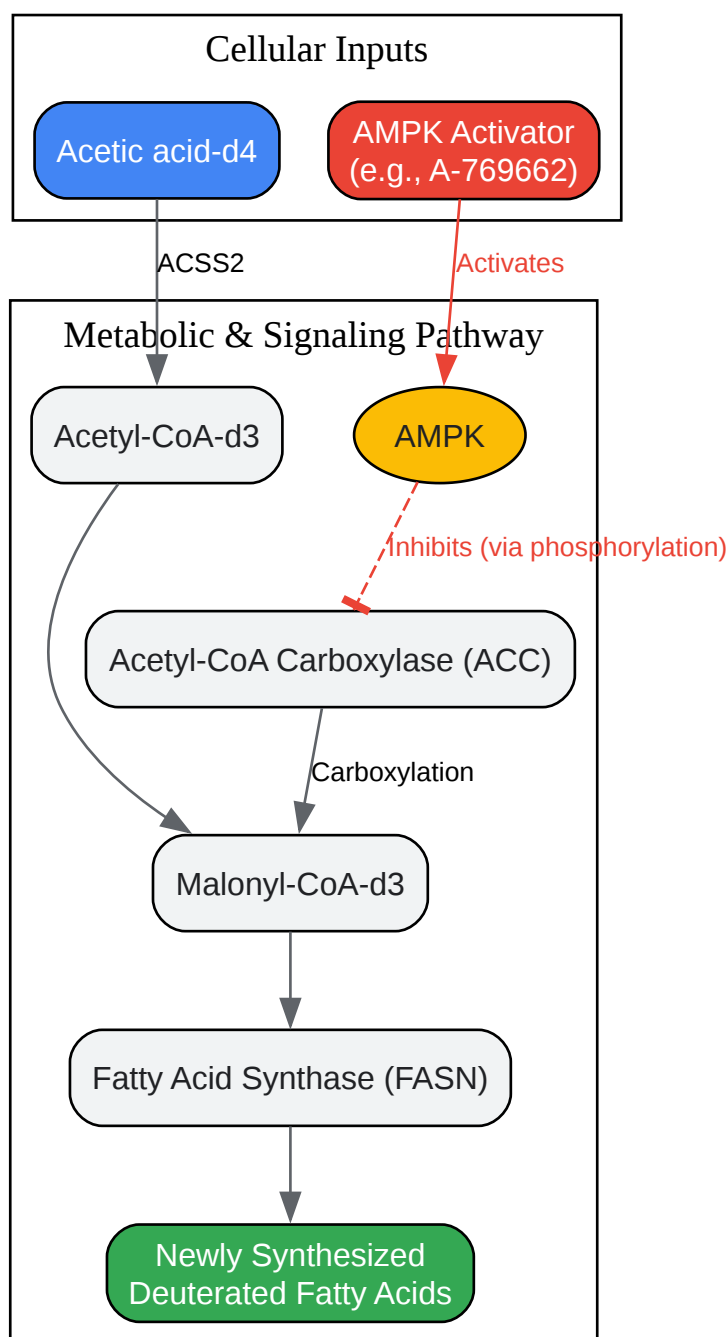 Cellular Inputs
Acetic acid-d4
AMPK Activator
(e.g., A-769662)
ACSS2
Activates
Metabolic & Signaling Pathway
Acetyl-CoA-d3
AMPK
Inhibits (via phosphorylation)
Acetyl-CoA Carboxylase (ACC)
Carboxylation
Malonyl-CoA-d3
Fatty Acid Synthase (FASN)
Newly Synthesized
Deuterated Fatty Acids